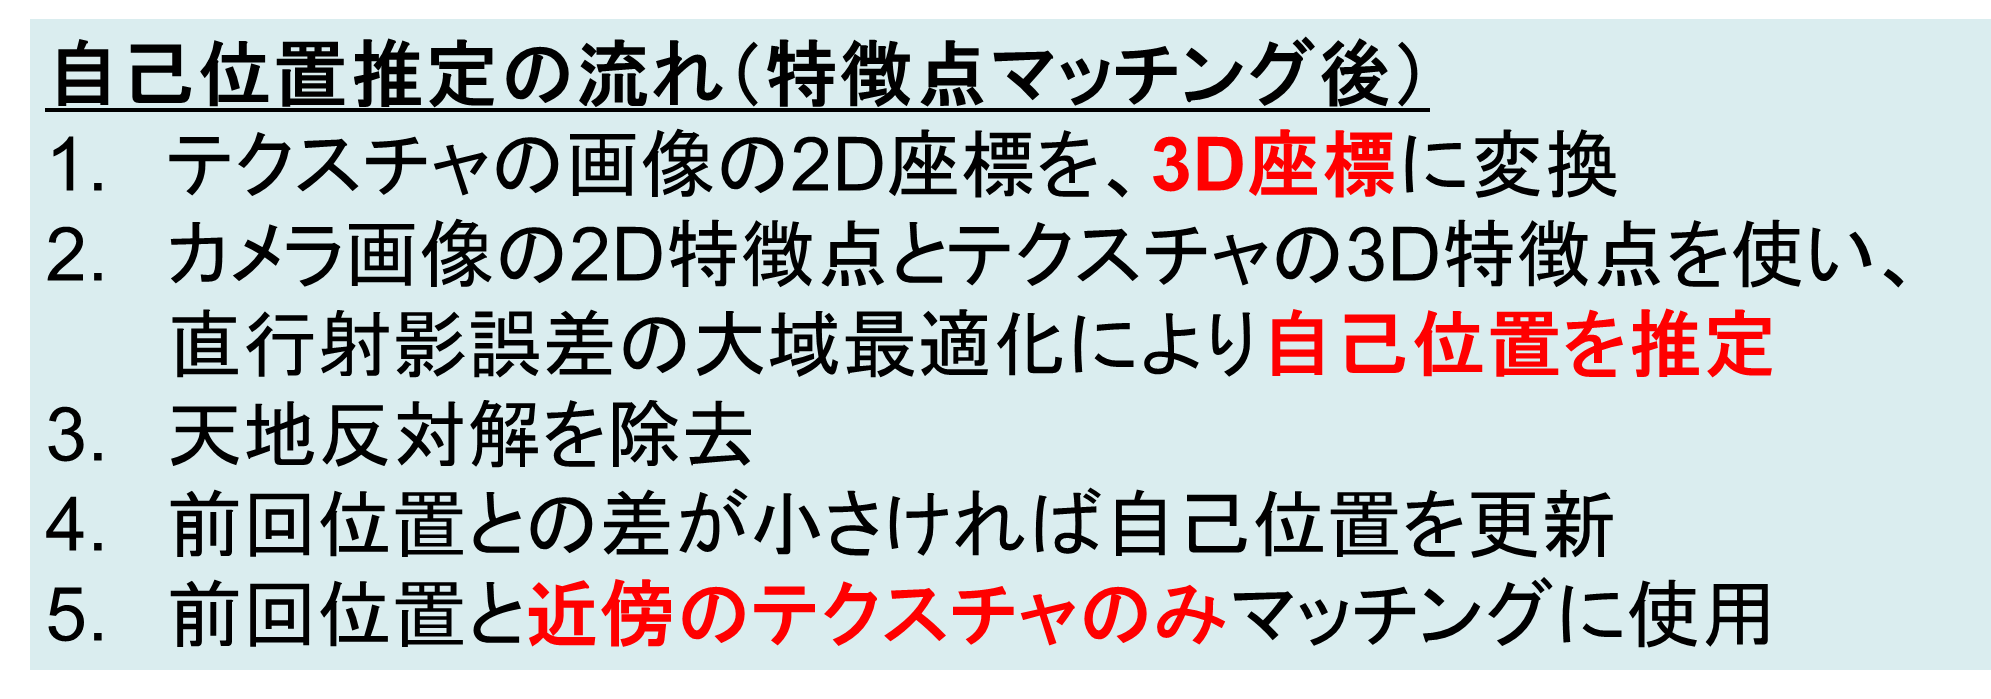 自己位置推定の流れ（特徴点マッチング後）
1. テクスチャの画像の2D座標を、3D座標に変換
2. カメラ画像の2D特徴点とテクスチャの3D特徴点を使い、
直行射影誤差の大域最適化により自己位置を推定
3. 天地反対解を除去
4. 前回位置との差が小さければ自己位置を更新
5. 前回位置と近傍のテクスチャのみマッチングに使用